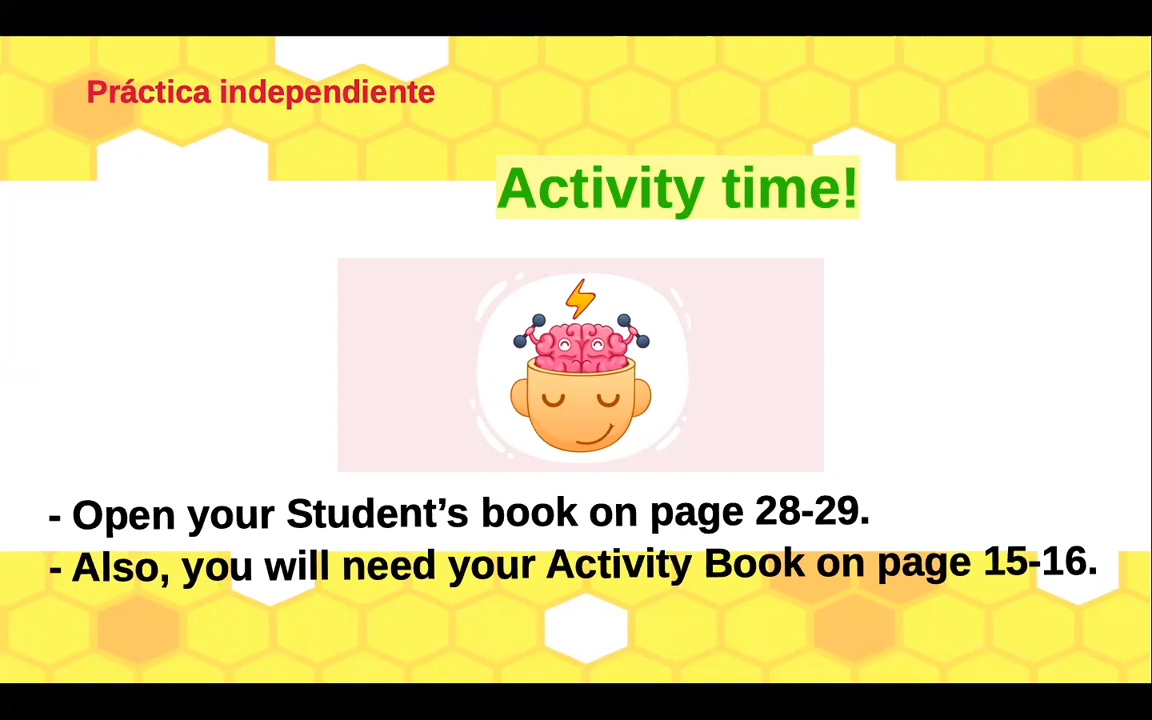 Práctica independiente
Activity time!
- Open your Student’s book on page 28-29.
- Also, you will need your Activity Book on page 15-16.